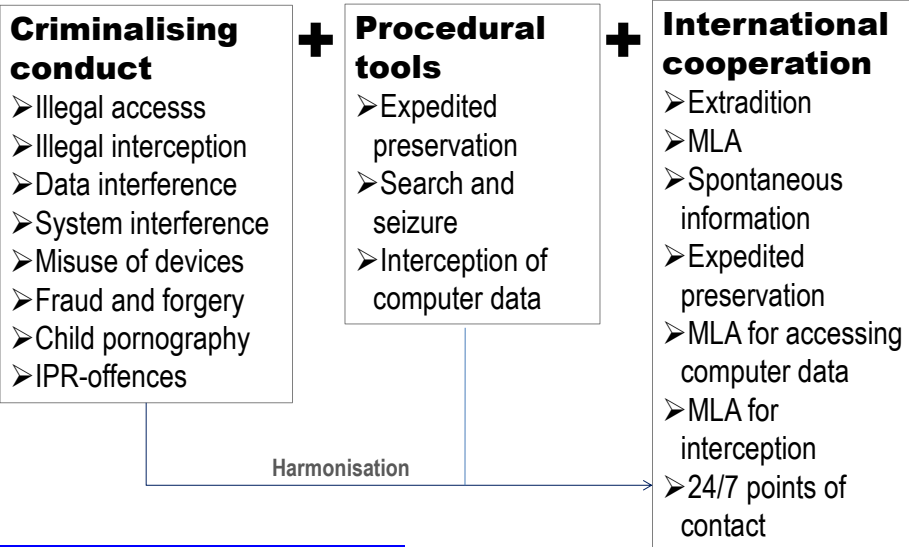 Criminalising
conduct
➢Illegal accesss
➢Illegal interception
➢Data interference
➢System interference
➢Misuse of devices
➢Fraud and forgery
➢Child pornography
➢IPR-offences
+
Procedural
tools
➢Expedited
preservation
➢Search and
seizure
➢Interception of
computer data
+
International
cooperation
➢Extradition
➢MLA
➢Spontaneous
information
➢Expedited
preservation
➢MLA for accessing
computer data
➢MLA for
interception
➢24/7 points of
contact
Harmonisation